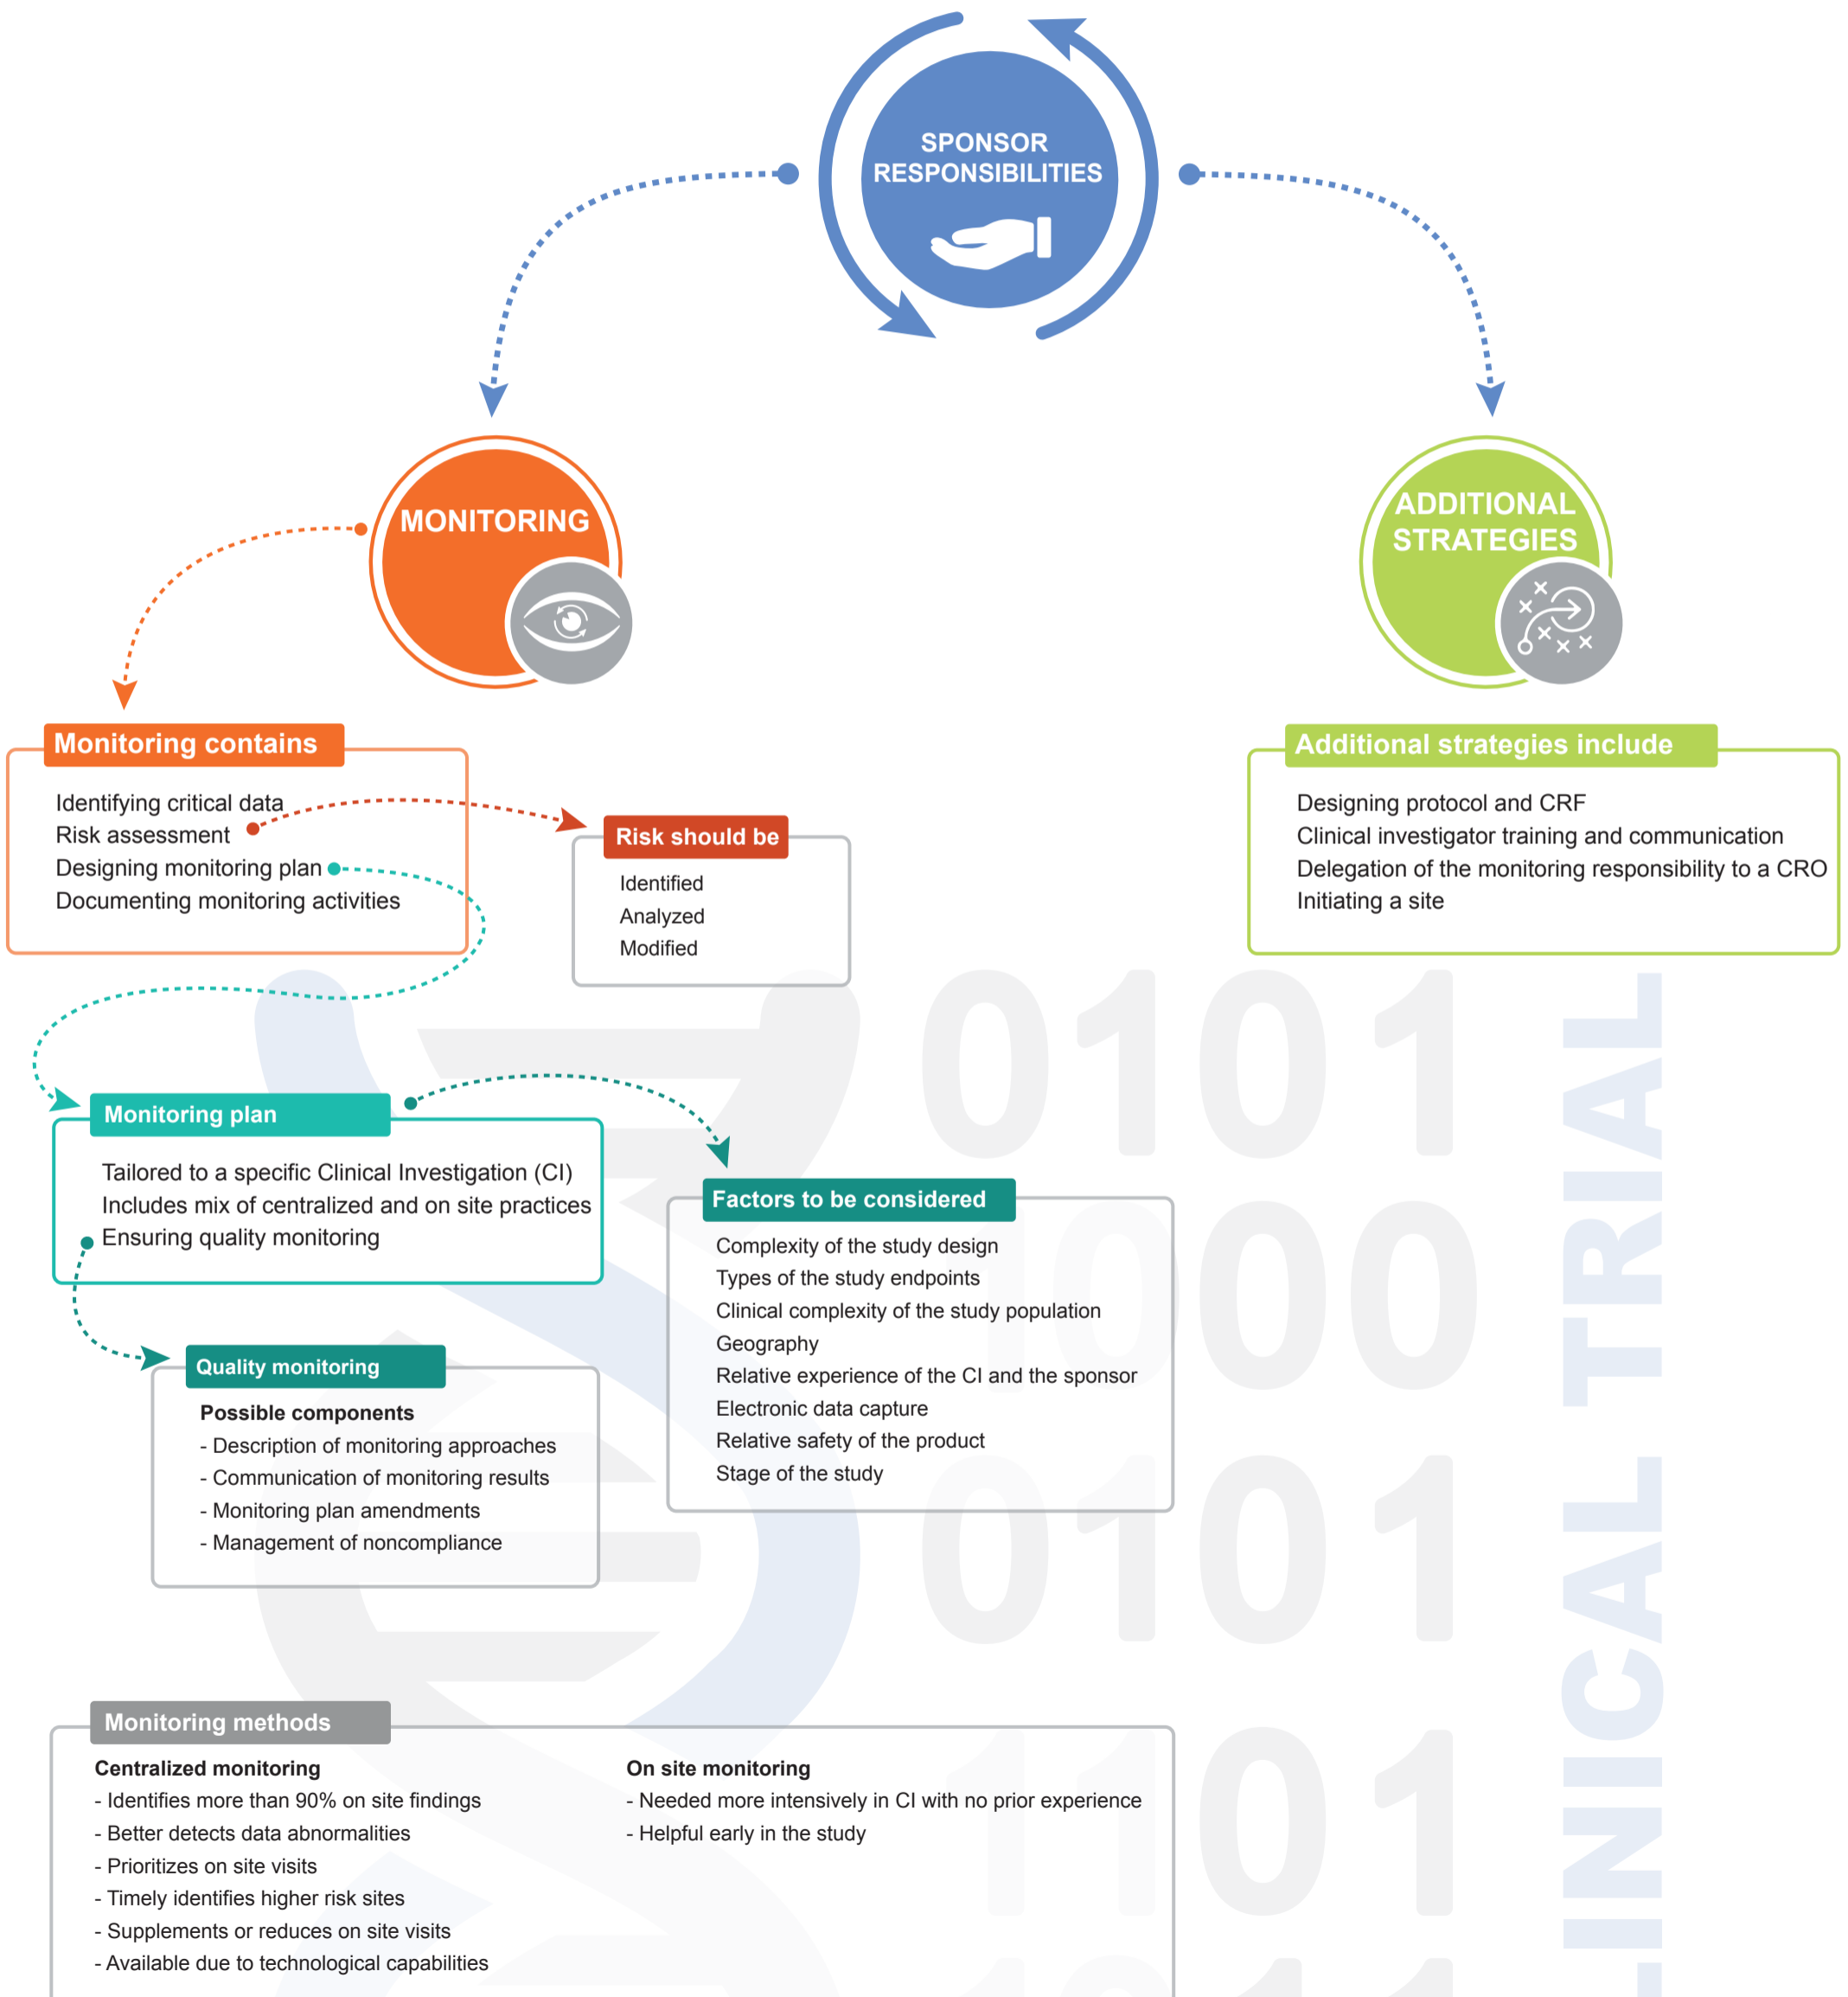 SPONSOR
RESPONSIBILITIES
MONITORING
ADDITIONAL
STRATEGIES
Monitoring contains
Identifying critical data
Risk assessment
Designing monitoring plan
Documenting monitoring activities
Risk should be
Identified
Analyzed
Modified
Additional strategies include
Designing protocol and CRF
Clinical investigator training and communication
Delegation of the monitoring responsibility to a CRO
Initiating a site
Monitoring plan
Tailored to a specific Clinical Investigation (CI)
Includes mix of centralized and on site practices
Ensuring quality monitoring
Factors to be considered
Complexity of the study design
Types of the study endpoints
Clinical complexity of the study population
Geography
Relative experience of the CI and the sponsor
Electronic data capture
Relative safety of the product
Stage of the study
Quality monitoring
Possible components
- Description of monitoring approaches
- Communication of monitoring results
- Monitoring plan amendments
- Management of noncompliance
Monitoring methods
Centralized monitoring
- Identifies more than 90% on site findings
- Better detects data abnormalities
- Prioritizes on site visits
- Timely identifies higher risk sites
- Supplements or reduces on site visits
- Available due to technological capabilities
On site monitoring
- Needed more intensively in CI with no prior experience
- Helpful early in the study
0101
1000
0101
1101
LINICAL TRIAL